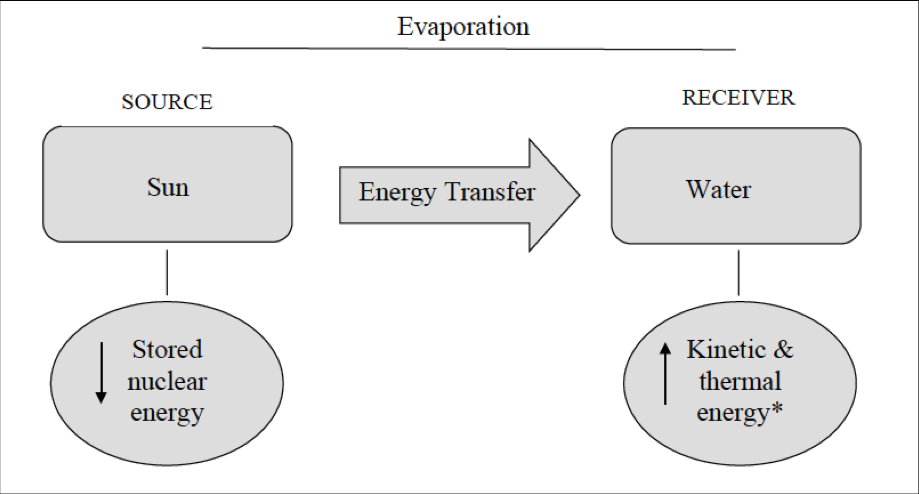 Evaporation
SOURCE
RECEIVER
Sun
Energy Transfer
Water
Stored
nuclear
energy
Kinetic &
thermal
energy*